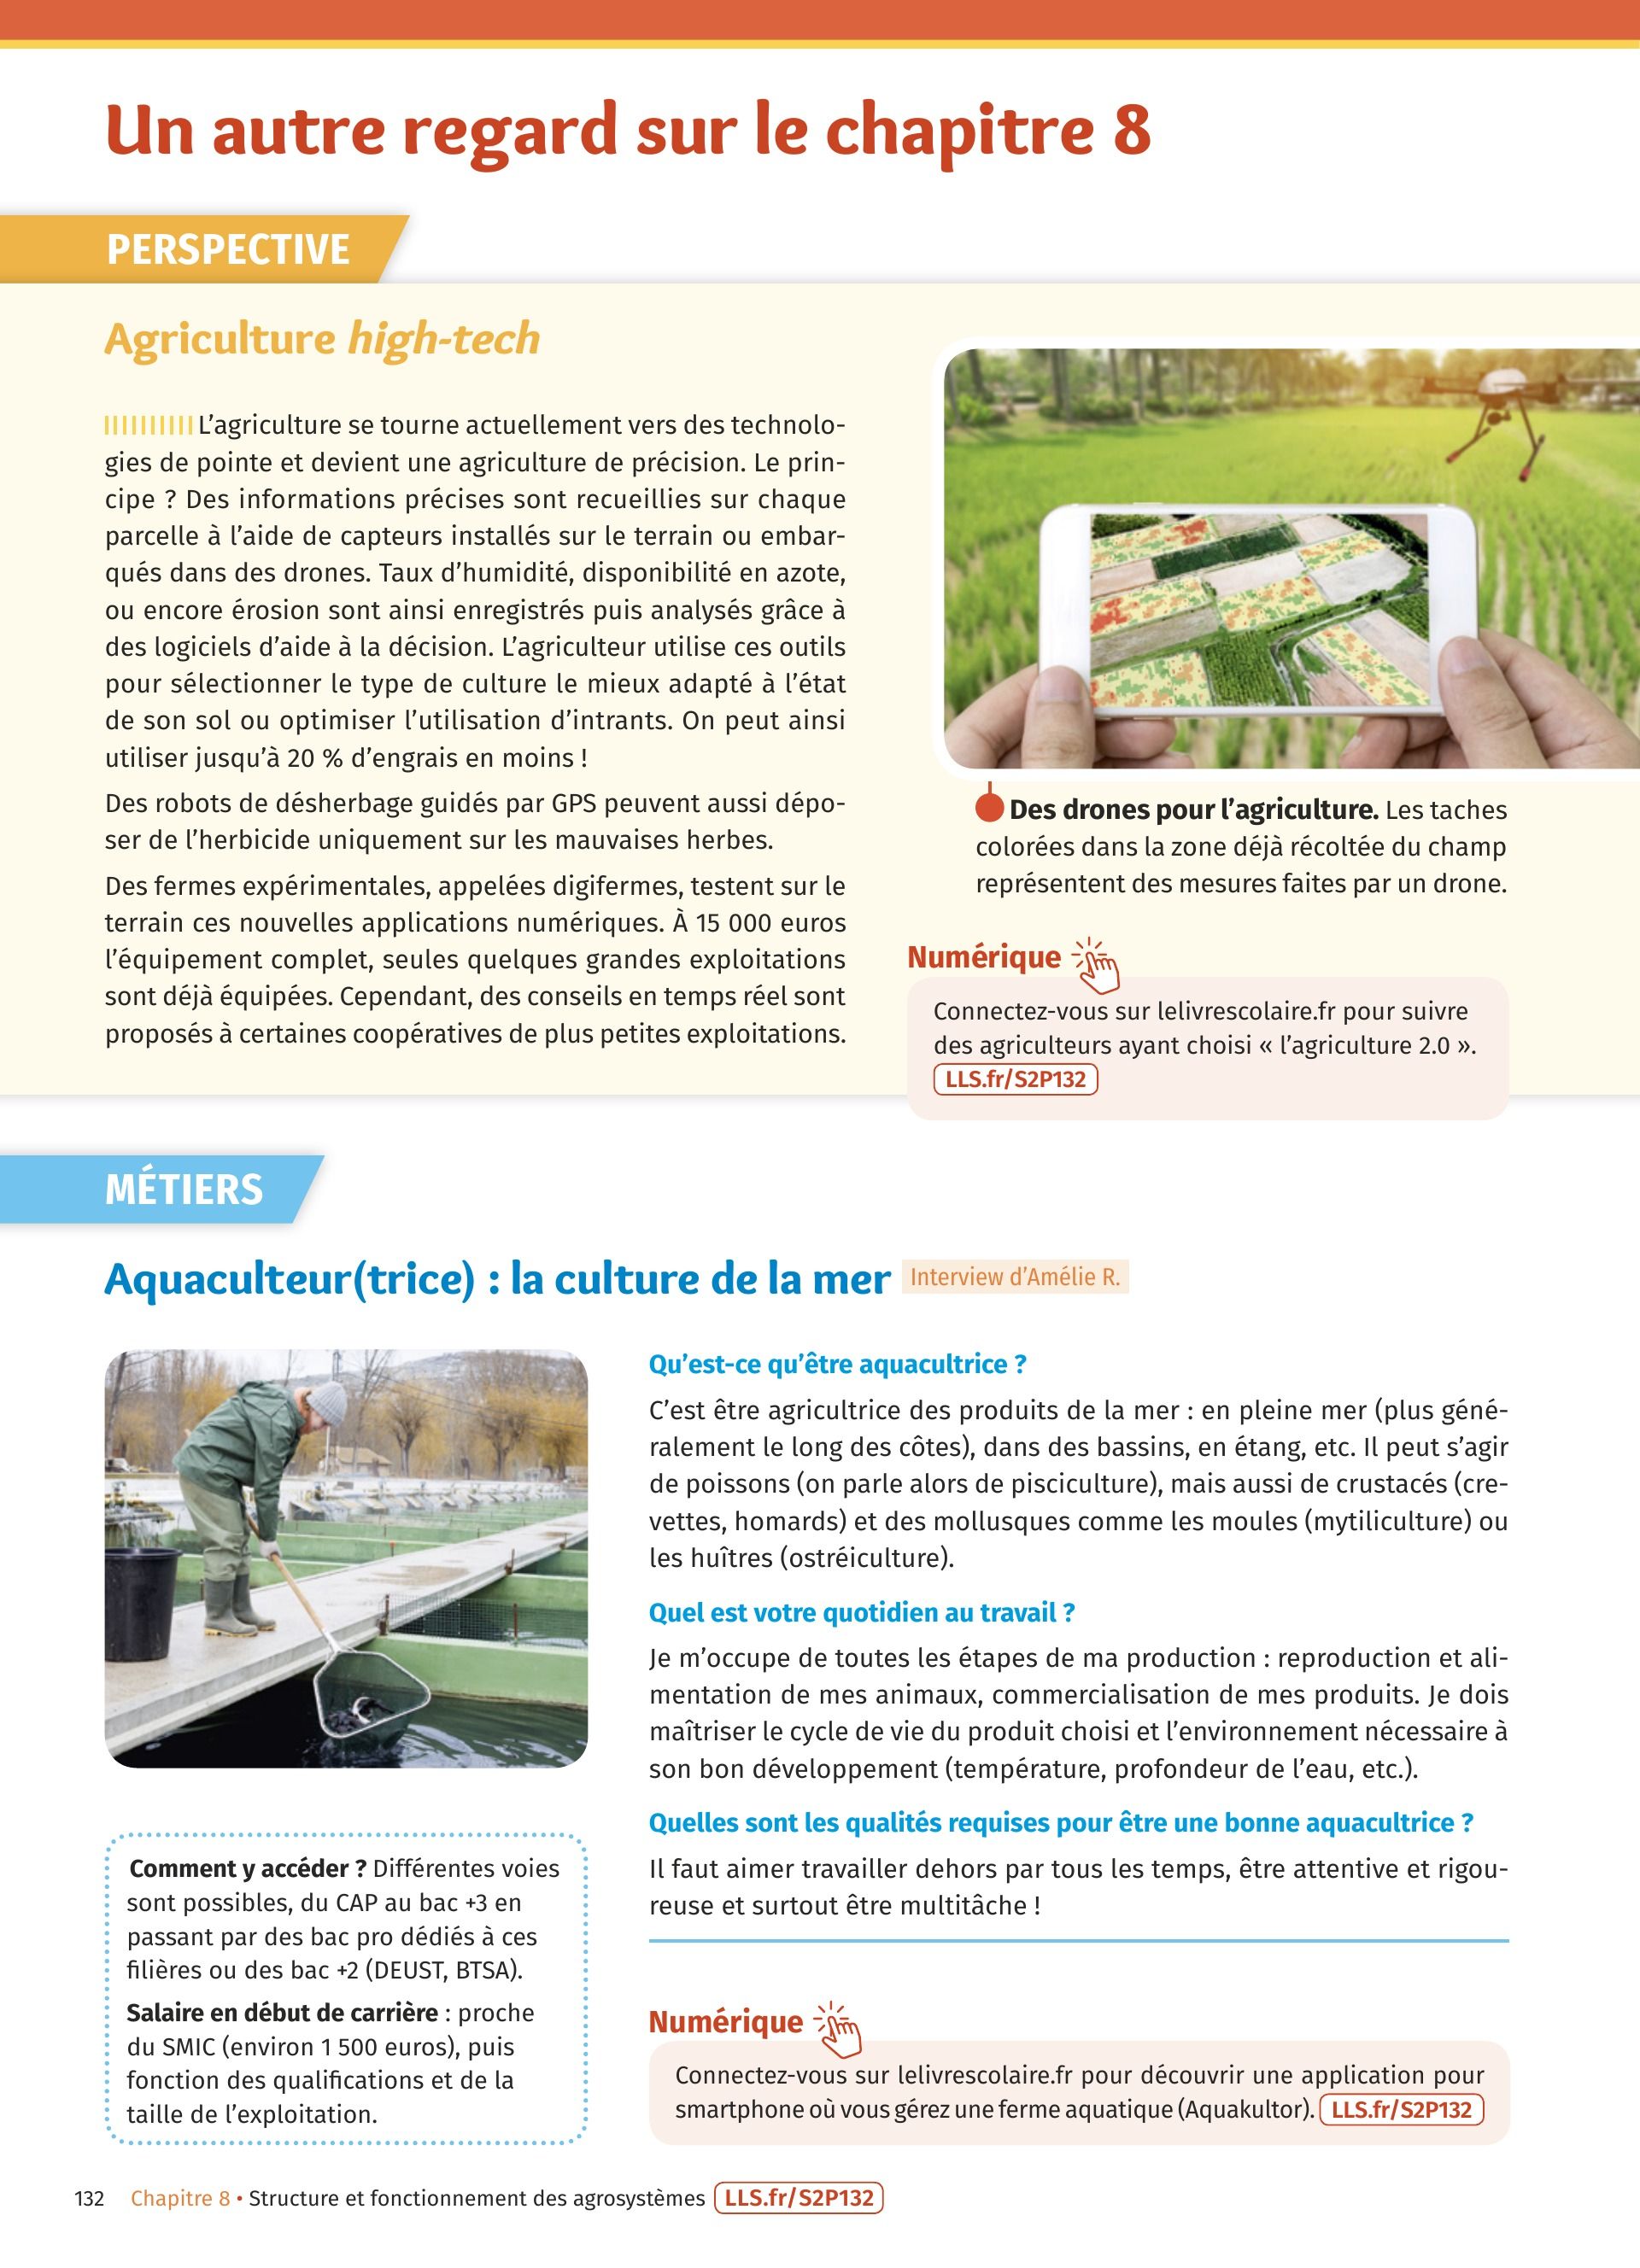 Un autre regard sur le chapitre 8
PERSPECTIVE
Agriculture high-tech
L’agriculture se tourne actuellement vers des technolo-
gies de pointe et devient une agriculture de précision. Le prin-
cipe ? Des informations précises sont recueillies sur chaque
parcelle à l’aide de capteurs installés sur le terrain ou embar-
qués dans des drones. Taux d’humidité, disponibilité en azote,
ou encore érosion sont ainsi enregistrés puis analysés grâce à
des logiciels d’aide à la décision. L’agriculteur utilise ces outils
pour sélectionner le type de culture le mieux adapté à l’état
de son sol ou optimiser l’utilisation d’intrants. On peut ainsi
utiliser jusqu’à 20 % d’engrais en moins !
Des robots de désherbage guidés par GPS peuvent aussi dépo-
ser de l’herbicide uniquement sur les mauvaises herbes.
Des fermes expérimentales, appelées digifermes, testent sur le
terrain ces nouvelles applications numériques. À 15 000 euros
l’équipement complet, seules quelques grandes exploitations
sont déjà équipées. Cependant, des conseils en temps réel sont
proposés à certaines coopératives de plus petites exploitations.
Des drones pour l’agriculture. Les taches
colorées dans la zone déjà récoltée du champ
représentent des mesures faites par un drone.
Numérique
Connectez-vous sur lelivrescolaire.fr pour suivre
des agriculteurs ayant choisi « l’agriculture 2.0 ».
LLS.fr/S2P132
MÉTIERS
Aquaculteur(trice) : la culture de la mer Interview d’Amélie R.
Qu’est-ce qu’être aquacultrice ?
C’est être agricultrice des produits de la mer : en pleine mer (plus géné-
ralement le long des côtes), dans des bassins, en étang, etc. Il peut s’agir
de poissons (on parle alors de pisciculture), mais aussi de crustacés (cre-
vettes, homards) et des mollusques comme les moules (mytiliculture) ou
les huîtres (ostréiculture).
Quel est votre quotidien au travail ?
Je m’occupe de toutes les étapes de ma production : reproduction et ali-
mentation de mes animaux, commercialisation de mes produits. Je dois
maîtriser le cycle de vie du produit choisi et l’environnement nécessaire à
son bon développement (température, profondeur de l’eau, etc.).
Quelles sont les qualités requises pour être une bonne aquacultrice ?
Il faut aimer travailler dehors par tous les temps, être attentive et rigou-
reuse et surtout être multitâche !
Comment y accéder ? Différentes voies
sont possibles, du CAP au bac +3 en
passant par des bac pro dédiés à ces
filières ou des bac +2 (DEUST, BTSA).
Salaire en début de carrière : proche
du SMIC (environ 1 500 euros), puis
fonction des qualifications et de la
taille de l’exploitation.
Numérique
Connectez-vous sur lelivrescolaire.fr pour découvrir une application pour
smartphone où vous gérez une ferme aquatique (Aquakultor). LLS.fr/S2P132
132 Chapitre 8 • Structure et fonctionnement des agrosystèmes LLS.fr/S2P132